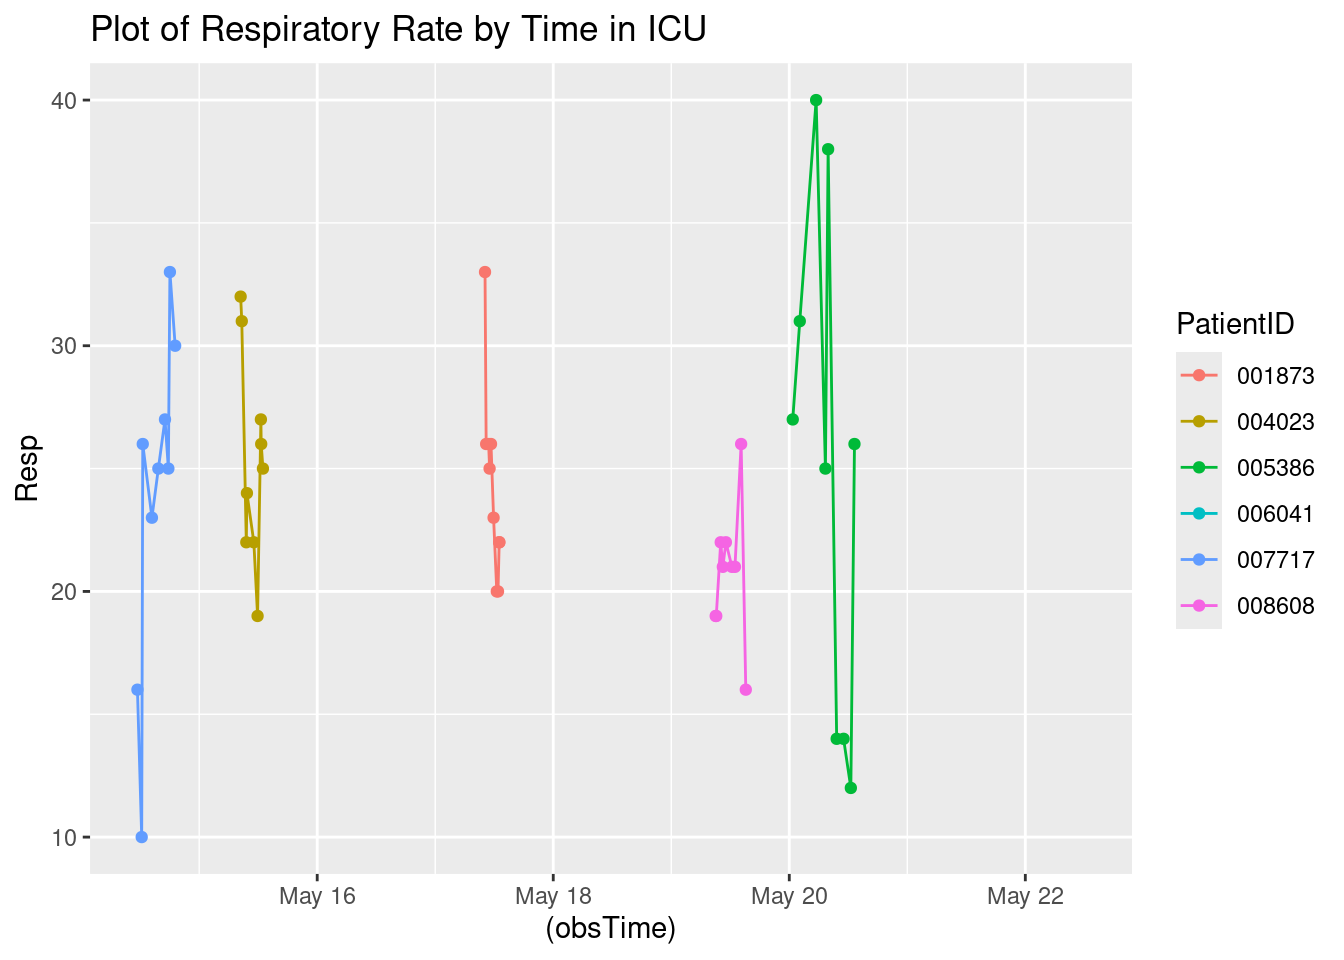 Plot of Respiratory Rate by Time in ICU
40
30
20
10
Resp
May 16
May 18
May 20
May 22
(obsTime)
PatientID
001873
004023
005386
006041
007717
008608